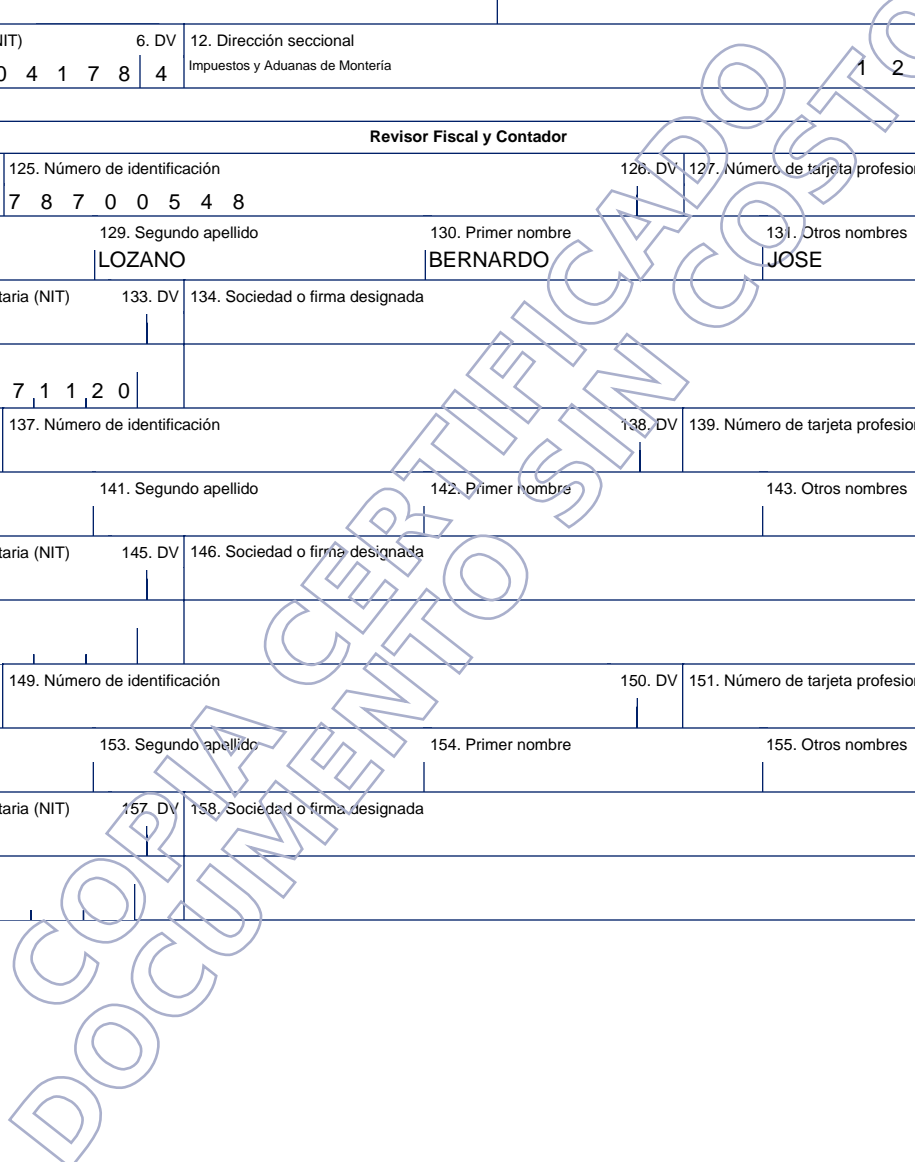 NIT) 6. DV 12. Dirección seccional
0 4 1 7 8 4 Impuestos y Aduanas de Montería 1 2
Revisor Fiscal y Contador
125. Número de identificación 126. DV 127. Número de tarjeta profesion
7 8 7 0 0 5 4 8
129. Segundo apellido 130. Primer nombre 131. Otros nombres
LOZANO BERNARDO JOSE
taria (NIT) 133. DV 134. Sociedad o firma designada
7 1 1 2 0
137. Número de identificación 138. DV 139. Número de tarjeta profesion
141. Segundo apellido 142. Primer nombre 143. Otros nombres
taria (NIT) 145. DV 146. Sociedad o firma designada
149. Número de identificación 150. DV 151. Número de tarjeta profesion
153. Segundo apellido 154. Primer nombre 155. Otros nombres
taria (NIT) 157. DV 158. Sociedad o firma designada
COPIA CERTIFICADO
DOCUMENTO SIN COSTO